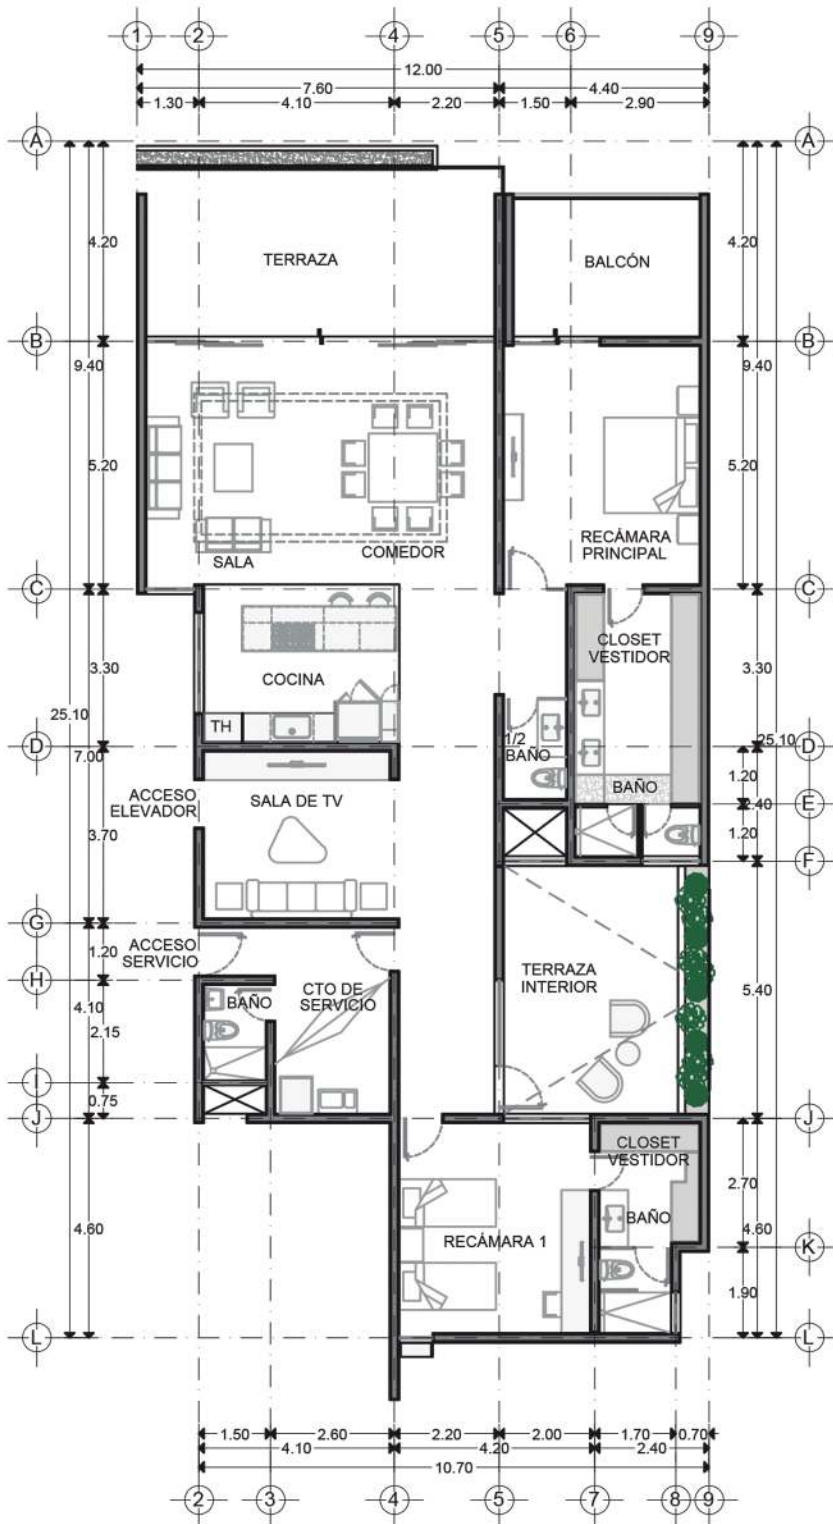 1 2 4 5 6 9
12.00
7.60 4.40
1.30 4.10 2.20 1.50 2.90
A A
4.20 TERRAZA BALCÓN 4.20
B B
9.40 9.40
5.20 5.20
RECÁMARA
PRINCIPAL
SALA COMEDOR
C C
CLOSET
VESTIDOR
3.30 COCINA 3.30
25.10 TH 25.10
D 1/2 D
7.00 BAÑO
1.20
BAÑO
ACCESO
ELEVADOR
SALA DE TV
E
2.40
3.70 1.20
F
G
1.20 ACCESO
SERVICIO
TERRAZA
INTERIOR
5.40
H
4.10 BAÑO CTO DE
SERVICIO
2.15
I
0.75
J J
CLOSET
VESTIDOR
2.70
4.60 RECÁMARA 1 BAÑO 4.60
K
1.90
L L
1.50 2.60 2.20 2.00 1.70 0.70
4.10 4.20 2.40
10.70
2 3 4 5 7 8 9